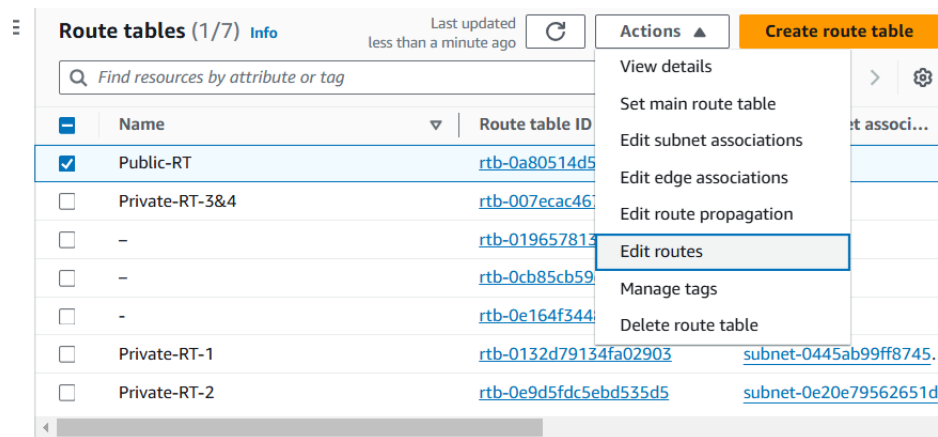 Route tables (1/7) Info
Last updated
less than a minute ago
Actions
Create route table
Find resources by attribute or tag
View details
Set main route table
Edit subnet associations
Edit edge associations
Edit route propagation
Edit routes
Manage tags
Delete route table
Name Route table ID et associ...
Public-RT rtb-0a80514d5
Private-RT-3&4 rtb-007ecac467
– rtb-019657813
– rtb-0cb85cb59
- rtb-0e164f344
Private-RT-1 rtb-0132d79134fa02903 subnet-0445ab99ff8745.
Private-RT-2 rtb-0e9d5fdc5ebd535d5 subnet-0e20e79562651d